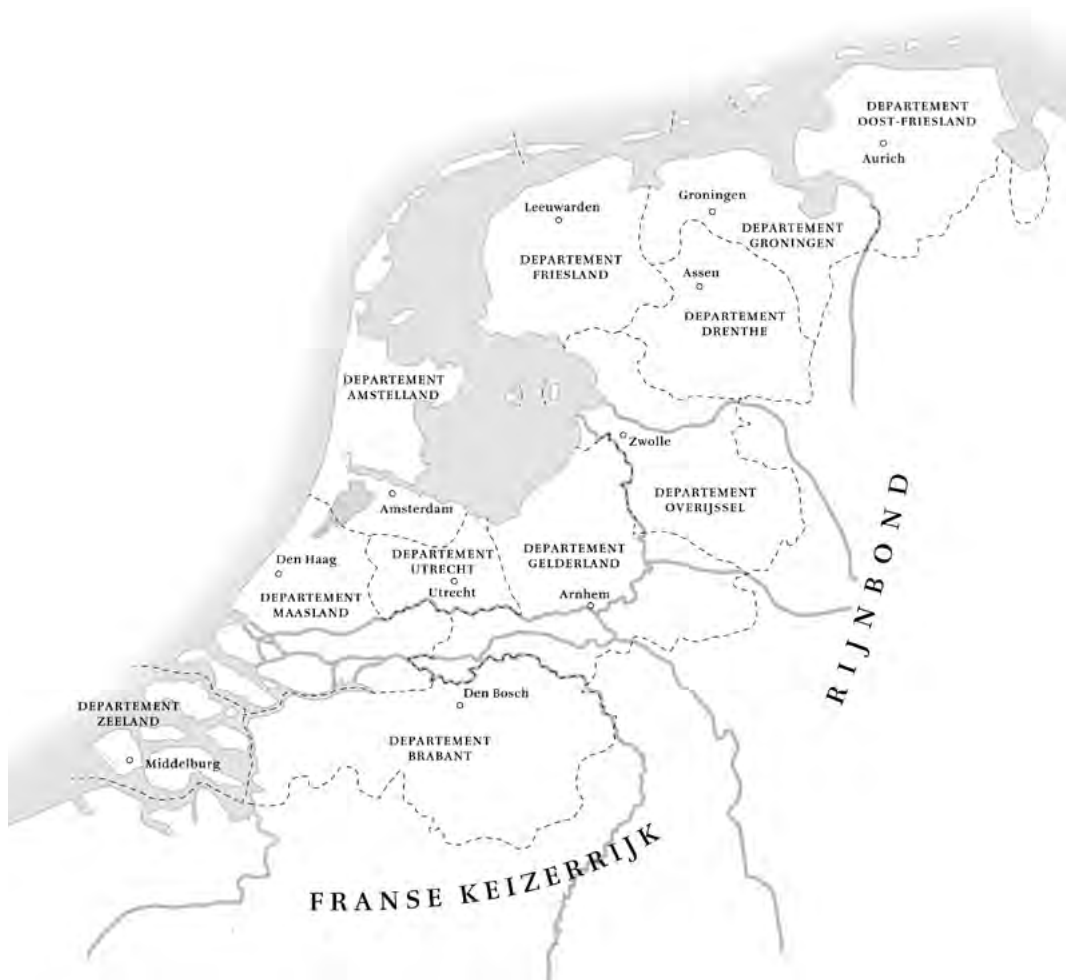 DEPARTEMENT
OOST-FRIESLAND
Aurich
Groningen
Leeuwarden
DEPARTEMENT
GRONINGEN
DEPARTEMENT
FRIESLAND
Assen
DEPARTEMENT
DRENTHE
DEPARTEMENT
AMSTELLAND
Zwolle
DEPARTEMENT
OVERIJSSEL
Amsterdam
DEPARTEMENT
UTRECHT
Utrecht
DEPARTEMENT
GELDERLAND
Den Haag
DEPARTEMENT
MAASLAND
Arnhem
RIJNBOND
Den Bosch
DEPARTEMENT
ZEELAND
Middelburg
DEPARTEMENT
BRABANT
FRANSE KEIZERRIJK